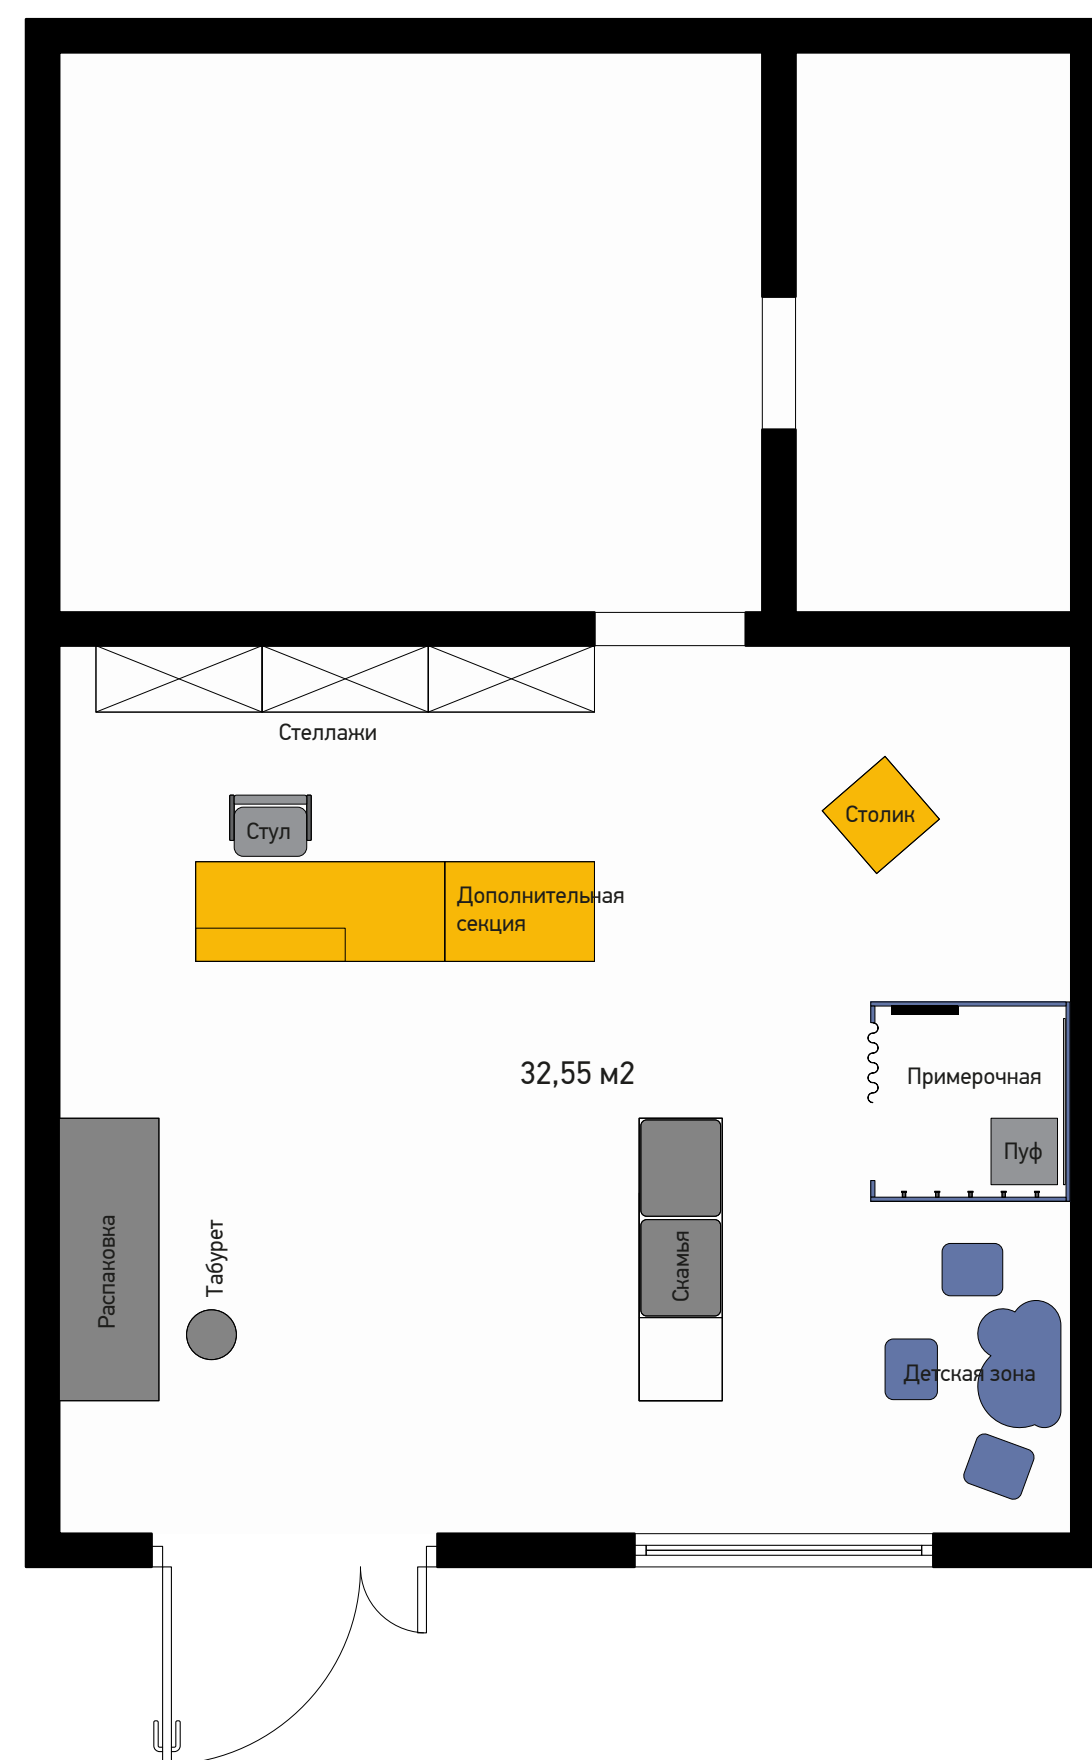 Стеллажи
Столик
Стул
Дополнительная
секция
32,55 м2
Примерочная
Пуф
Распаковка
Табурет
Скамья
Детская зона